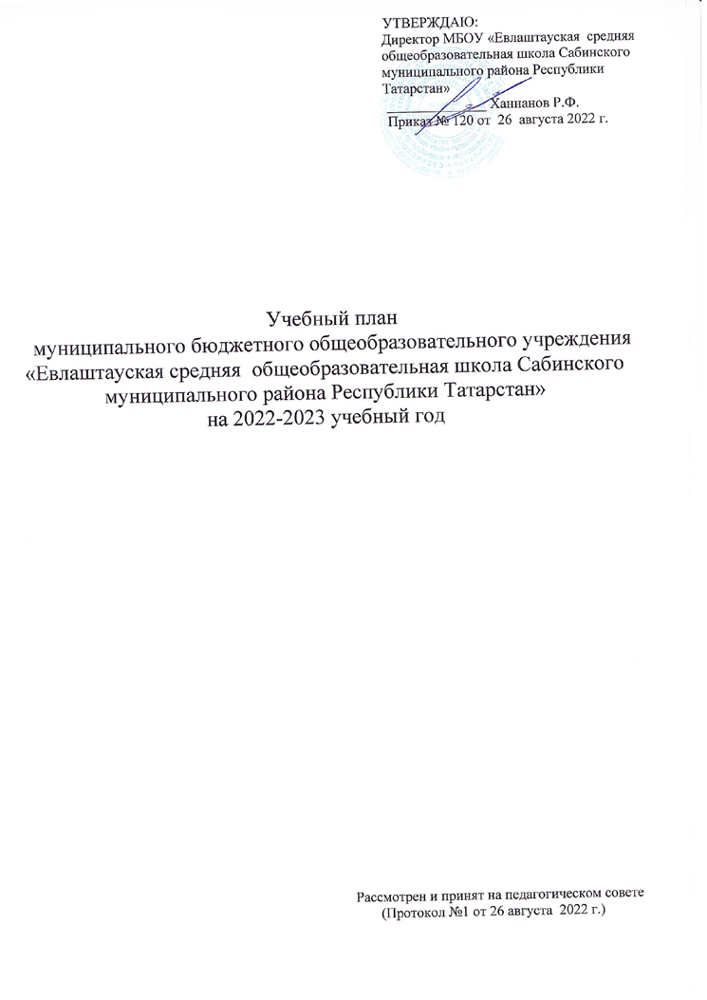 УТВЕРЖДАЮ:
Директор МБОУ «Евлаштауская средняя
общеобразовательная школа Сабинского
муниципального района Республики
Татарстан»
_______________ Ханнанов Р.Ф.
Приказ № 120 от 26 августа 2022 г.
Учебный план
муниципального бюджетного общеобразовательного учреждения
«Евлаштауская средняя общеобразовательная школа Сабинского
муниципального района Республики Татарстан»
на 2022-2023 учебный год
Рассмотрен и принят на педагогическом совете
(Протокол №1 от 26 августа 2022 г.)